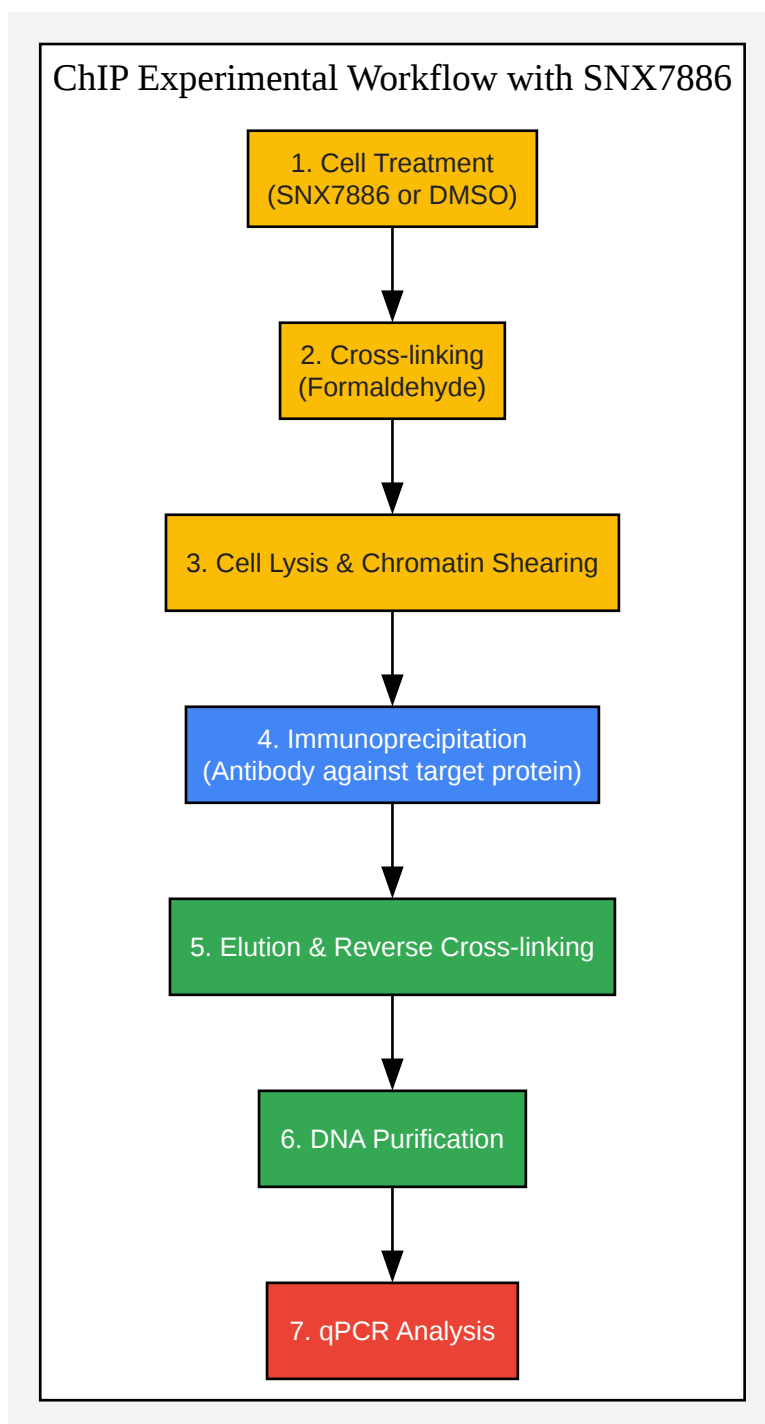 ChIP Experimental Workflow with SNX7886
1. Cell Treatment
(SNX7886 or DMSO)
2. Cross-linking
(Formaldehyde)
3. Cell Lysis & Chromatin Shearing
4. Immunoprecipitation
(Antibody against target protein)
5. Elution & Reverse Cross-linking
6. DNA Purification
7. qPCR Analysis